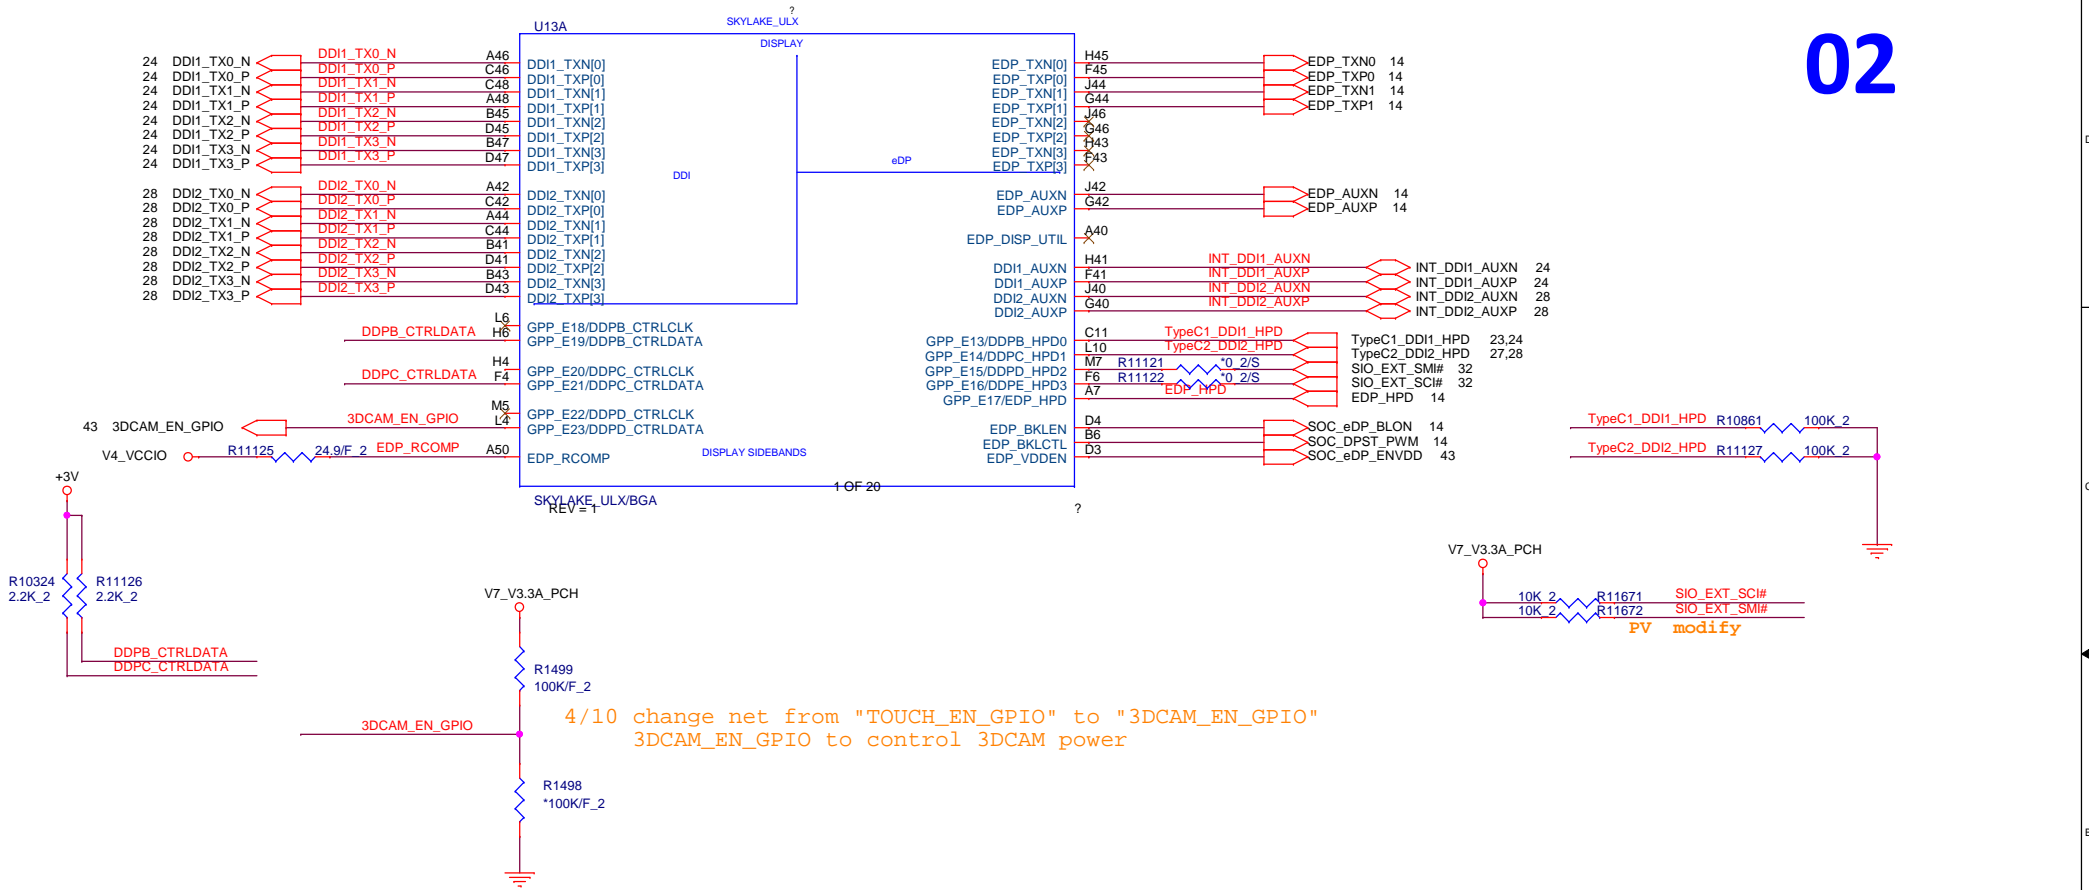 ?
SKYLAKE_ULX
U13A
DISPLAY
02
24 DDI1_TX0_N DDI1_TX0_N A46 DDI1_TXN[0]
24 DDI1_TX0_P DDI1_TX0_P C46 DDI1_TXP[0]
24 DDI1_TX1_N DDI1_TX1_N C48 DDI1_TXN[1]
24 DDI1_TX1_P DDI1_TX1_P A48 DDI1_TXP[1]
24 DDI1_TX2_N DDI1_TX2_N B45 DDI1_TXN[2]
24 DDI1_TX2_P DDI1_TX2_P D45 DDI1_TXP[2]
24 DDI1_TX3_N DDI1_TX3_N B47 DDI1_TXN[3]
24 DDI1_TX3_P DDI1_TX3_P D47 DDI1_TXP[3]
28 DDI2_TX0_N DDI2_TX0_N A42 DDI2_TXN[0]
28 DDI2_TX0_P DDI2_TX0_P C42 DDI2_TXP[0]
28 DDI2_TX1_N DDI2_TX1_N A44 DDI2_TXN[1]
28 DDI2_TX1_P DDI2_TX1_P C44 DDI2_TXP[1]
28 DDI2_TX2_N DDI2_TX2_N B41 DDI2_TXN[2]
28 DDI2_TX2_P DDI2_TX2_P D41 DDI2_TXP[2]
28 DDI2_TX3_N DDI2_TX3_N B43 DDI2_TXN[3]
28 DDI2_TX3_P DDI2_TX3_P D43 DDI2_TXP[3]
L6 GPP_E18/DDPB_CTRLCLK
DDPB_CTRLDATA H6 GPP_E19/DDPB_CTRLDATA
H4 GPP_E20/DDPC_CTRLCLK
DDPC_CTRLDATA F4 GPP_E21/DDPC_CTRLDATA
M5 GPP_E22/DDPD_CTRLCLK
43 3DCAM_EN_GPIO 3DCAM_EN_GPIO L4 GPP_E23/DDPD_CTRLDATA
V4_VCCIO R11125 24.9/F_2 EDP_RCOMP A50 EDP_RCOMP
DDI
eDP
DISPLAY SIDEBANDS
EDP_TXN[0] H45 EDP_TXN0 14
EDP_TXP[0] F45 EDP_TXP0 14
EDP_TXN[1] J44 EDP_TXN1 14
EDP_TXP[1] G44 EDP_TXP1 14
EDP_TXN[2] J46
EDP_TXP[2] G46
EDP_TXN[3] H43
EDP_TXP[3] F43
EDP_AUXN J42 EDP_AUXN 14
EDP_AUXP G42 EDP_AUXP 14
EDP_DISP_UTIL A40
DDI1_AUXN H41 INT_DDI1_AUXN INT_DDI1_AUXN 24
DDI1_AUXP F41 INT_DDI1_AUXP INT_DDI1_AUXP 24
DDI2_AUXN J40 INT_DDI2_AUXN INT_DDI2_AUXN 28
DDI2_AUXP G40 INT_DDI2_AUXP INT_DDI2_AUXP 28
GPP_E13/DDPB_HPD0 C11 TypeC1_DDI1_HPD TypeC1_DDI1_HPD 23,24
GPP_E14/DDPC_HPD1 L10 TypeC2_DDI2_HPD TypeC2_DDI2_HPD 27,28
GPP_E15/DDPD_HPD2 M7 R11121 *0_2/S SIO_EXT_SMI# 32
GPP_E16/DDPE_HPD3 F6 R11122 *0_2/S SIO_EXT_SCI# 32
GPP_E17/EDP_HPD A7 EDP_HPD EDP_HPD 14
EDP_BKLEN D4 SOC_eDP_BLON 14
EDP_BKLCTL B6 SOC_DPST_PWM 14
EDP_VDDEN D3 SOC_eDP_ENVDD 43
1 OF 20
SKYLAKE_ULX/BGA
REV = 1
?
TypeC1_DDI1_HPD R10861 100K_2
TypeC2_DDI2_HPD R11127 100K_2
+3V
R10324 R11126
2.2K_2 2.2K_2
DDPB_CTRLDATA
DDPC_CTRLDATA
V7_V3.3A_PCH
R1499
100K/F_2
3DCAM_EN_GPIO
R1498
*100K/F_2
4/10 change net from "TOUCH_EN_GPIO" to "3DCAM_EN_GPIO"
3DCAM_EN_GPIO to control 3DCAM power
V7_V3.3A_PCH
10K_2 R11671 SIO_EXT_SCI#
10K_2 R11672 SIO_EXT_SMI#
PV modify